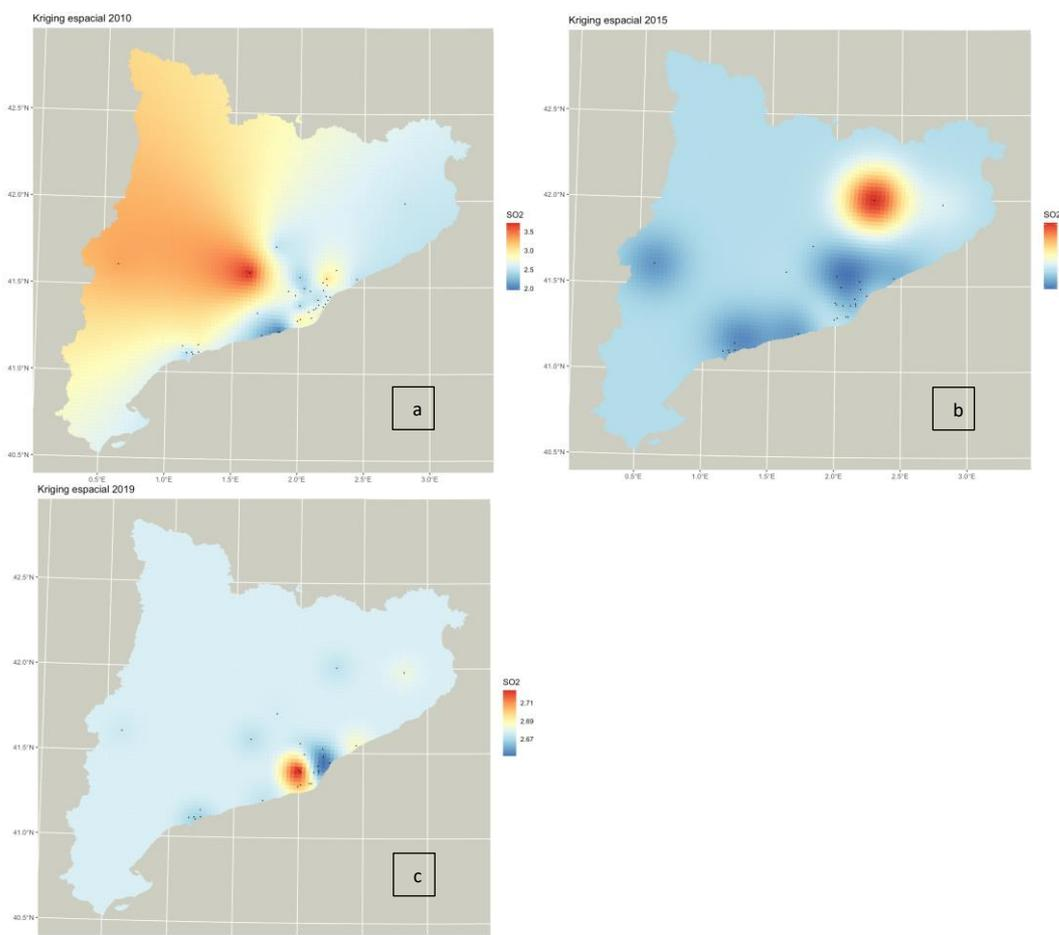 Kriging espacial 2010
42.5°N
42.0°N
41.5°N
41.0°N
40.5°N
0.5°E 1.0°E 1.5°E 2.0°E 2.5°E 3.0°E
SO2
3.5
3.0
2.5
2.0
a
Kriging espacial 2015
42.5°N
42.0°N
41.5°N
41.0°N
40.5°N
0.5°E 1.0°E 1.5°E 2.0°E 2.5°E 3.0°E
SO2
b
Kriging espacial 2019
42.5°N
42.0°N
41.5°N
41.0°N
40.5°N
SO2
2.71
2.69
2.67
c